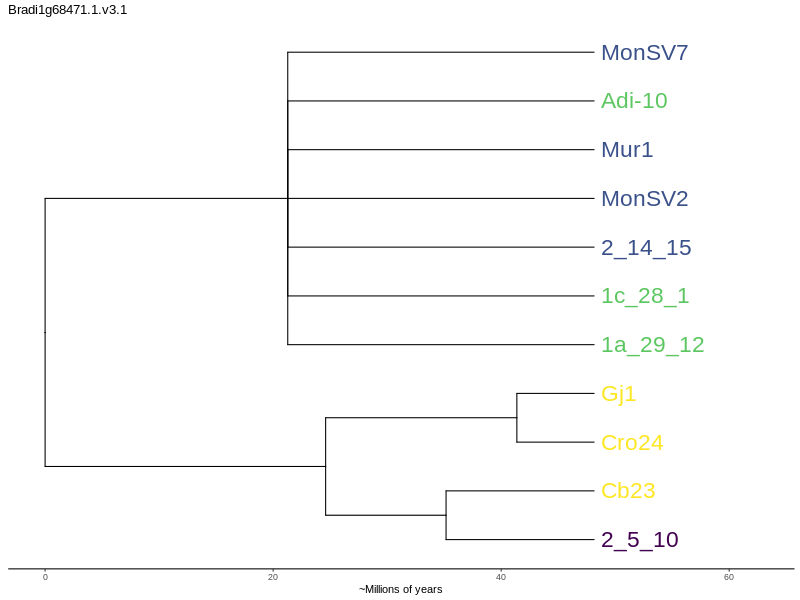 Bradi1g68471.1.v3.1
MonSV7
Adi-10
Mur1
MonSV2
2_14_15
1c_28_1
1a_29_12
Gj1
Cro24
Cb23
2_5_10
0 20 40 60
~Millions of years